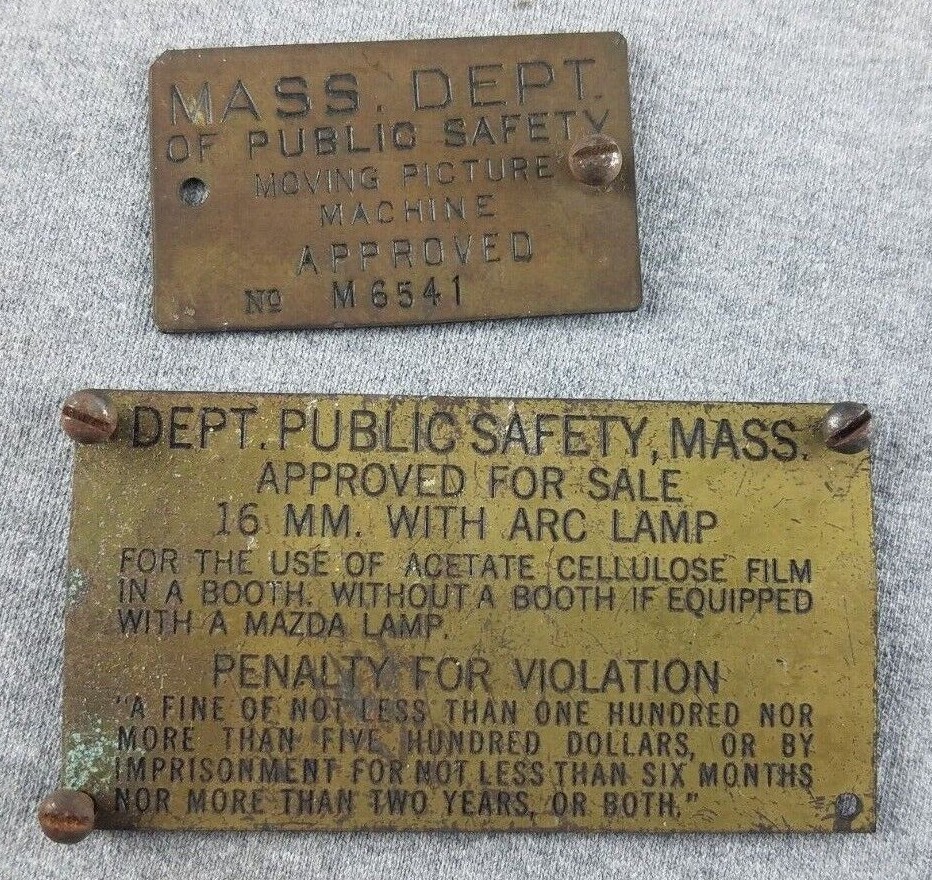 MASS. DEPT.
OF PUBLIC SAFETY
MOVING PICTURE
MACHINE
APPROVED
Nº M6541
DEPT. PUBLIC SAFETY, MASS.
APPROVED FOR SALE
16 MM. WITH ARC LAMP
FOR THE USE OF ACETATE CELLULOSE FILM
IN A BOOTH. WITHOUT A BOOTH IF EQUIPPED
WITH A MAZDA LAMP.
PENALTY FOR VIOLATION
"A FINE OF NOT LESS THAN ONE HUNDRED NOR
MORE THAN FIVE HUNDRED DOLLARS, OR BY
IMPRISONMENT FOR NOT LESS THAN SIX MONTHS
NOR MORE THAN TWO YEARS, OR BOTH."